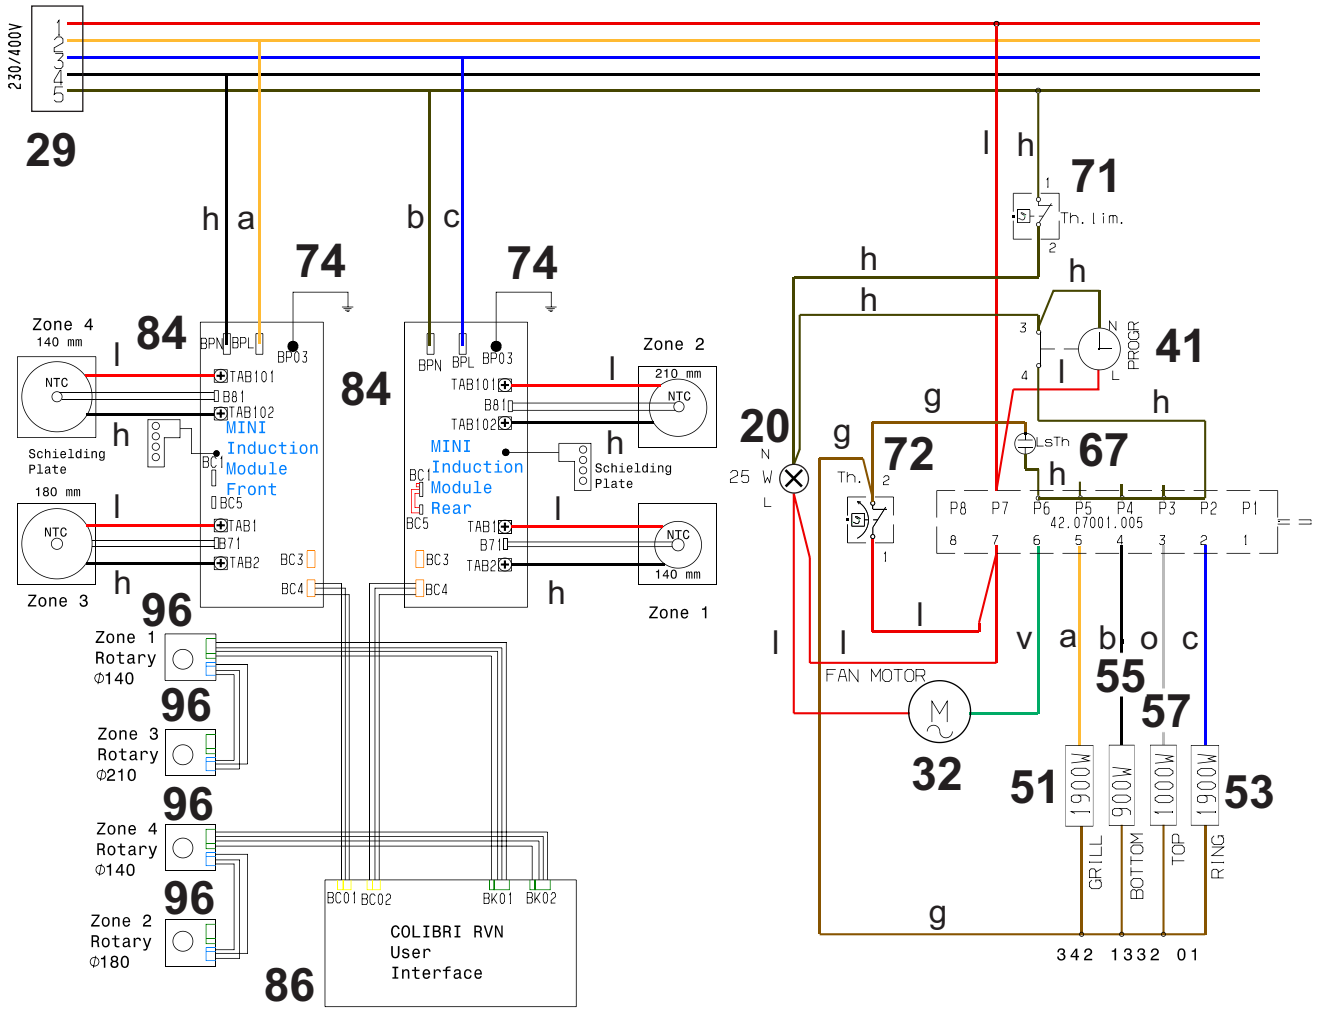 230/400V
1
2
3
4
5
29
h
a
b
c
l
h
71
1
Th.lim.
2
74
74
h
h
h
Zone 4
140 mm
84
l
BPN
BPL
BP03
NTC
TAB101
B81
TAB102
h
MINI
Induction
Module
Front
BC1
Schielding
Plate
180 mm
BC5
l
TAB1
NTC
B71
TAB2
h
BC3
BC4
Zone 3
84
BPN
BPL
BP03
Zone 2
l
210 mm
TAB101
NTC
B81
TAB102
h
MINI
Induction
Module
Rear
BC1
BC5
Schielding
Plate
l
TAB1
NTC
B71
TAB2
140 mm
BC3
BC4
h
Zone 1
3
4
N
PROGR
L
41
l
g
h
20
N
25 W
L
g
72
Th.
2
1
LsTh
67
h
P8
P7
P6
P5
P4
P3
P2
P1
42.07001.005
8
7
6
5
4
3
2
1
l
l
l
v
a
b
o
c
FAN MOTOR
M
32
55
57
51
53
1900W
900W
1000W
1900W
GRILL
BOTTOM
TOP
RING
g
342 1332 01
96
Zone 1
Rotary
Φ140
96
Zone 3
Rotary
Φ210
96
Zone 4
Rotary
Φ140
96
Zone 2
Rotary
Φ180
BC01
BC02
BK01
BK02
COLIBRI RVN
User
Interface
86